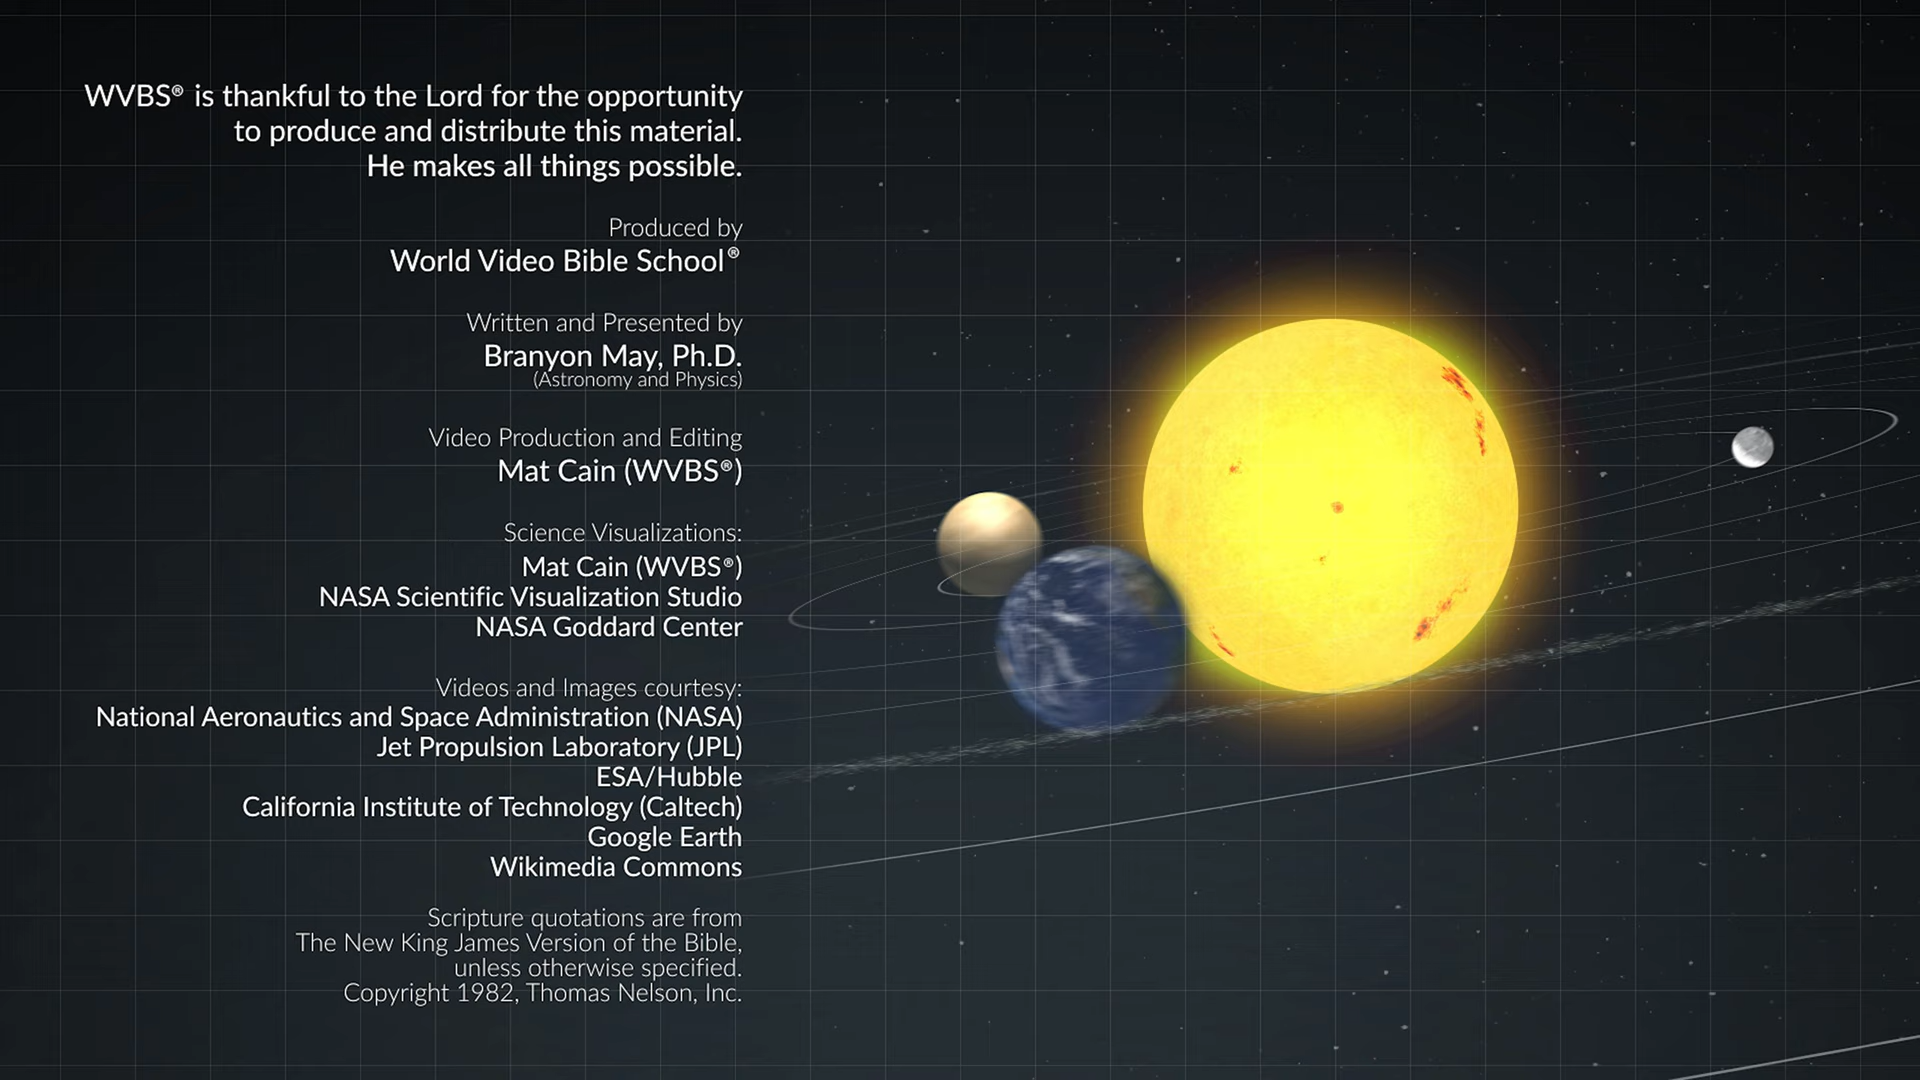 WVBS® is thankful to the Lord for the opportunity
to produce and distribute this material.
He makes all things possible.
Produced by
World Video Bible School®
Written and Presented by
Branyon May, Ph.D.
(Astronomy and Physics)
Video Production and Editing
Mat Cain (WVBS®)
Science Visualizations:
Mat Cain (WVBS®)
NASA Scientific Visualization Studio
NASA Goddard Center
Videos and Images courtesy:
National Aeronautics and Space Administration (NASA)
Jet Propulsion Laboratory (JPL)
ESA/Hubble
California Institute of Technology (Caltech)
Google Earth
Wikimedia Commons
Scripture quotations are from
The New King James Version of the Bible,
unless otherwise specified.
Copyright 1982, Thomas Nelson, Inc.